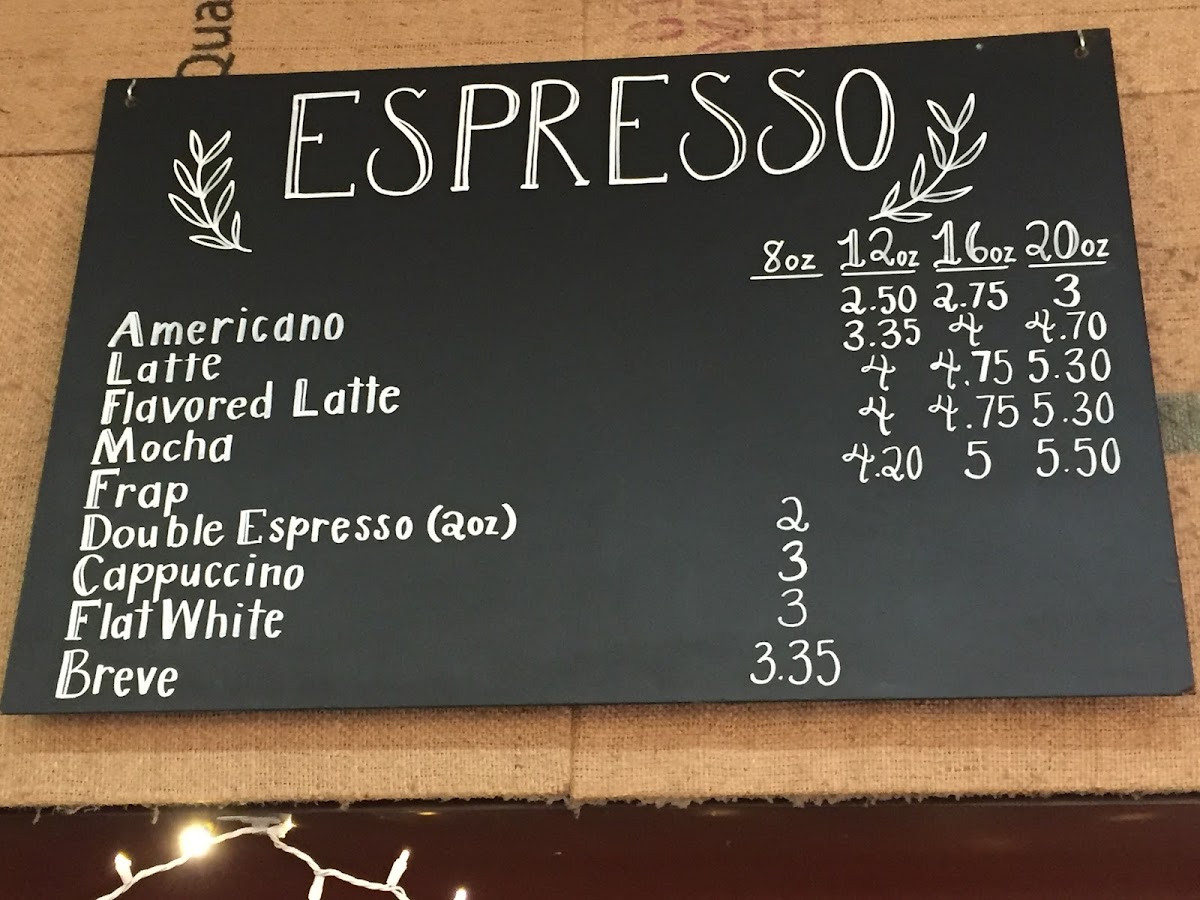 Qua
ESPRESSO
8oz 12oz 16oz 20oz
Americano 2.50 2.75 3
Latte 3.35 4 4.70
Flavored Latte 4 4.75 5.30
Mocha 4 4.75 5.30
Frap 4.20 5 5.50
Double Espresso (2oz) 2
Cappuccino 3
Flat White 3
Breve 3.35